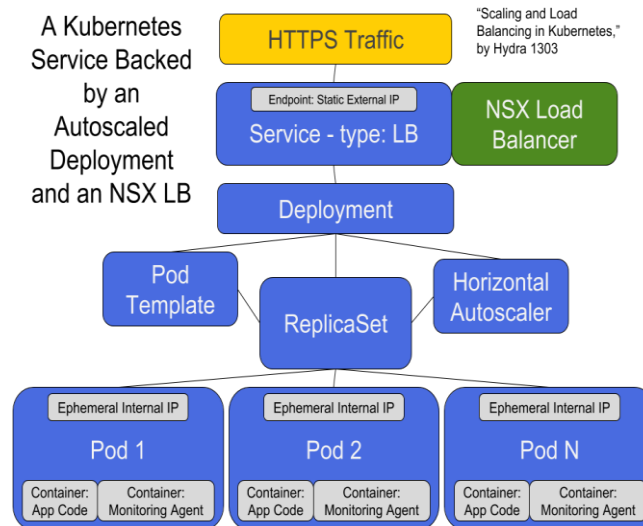 A Kubernetes
Service Backed
by an
Autoscaled
Deployment
and an NSX LB
HTTPS Traffic
“Scaling and Load
Balancing in Kubernetes,”
by Hydra 1303
Endpoint: Static External IP
Service - type: LB
NSX Load
Balancer
Deployment
Pod
Template
ReplicaSet
Horizontal
Autoscaler
Ephemeral Internal IP
Pod 1
Container:
App Code
Container:
Monitoring Agent
Ephemeral Internal IP
Pod 2
Container:
App Code
Container:
Monitoring Agent
Ephemeral Internal IP
Pod N
Container:
App Code
Container:
Monitoring Agent